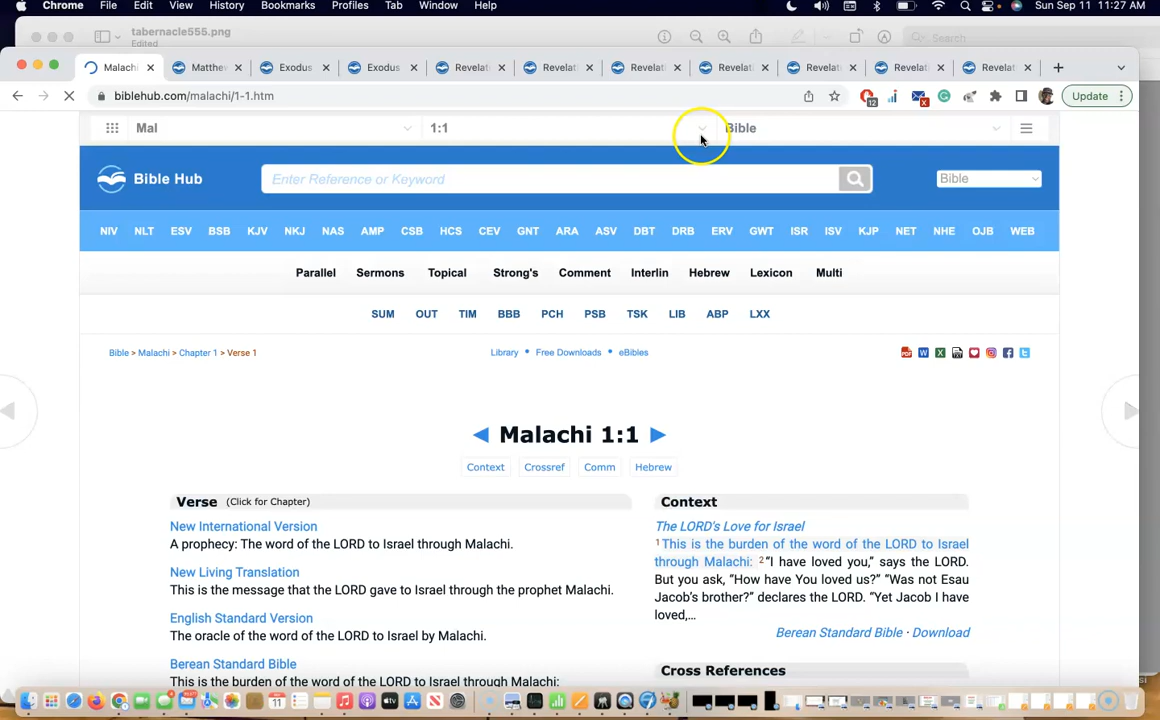 Chrome File Edit View History Bookmarks Profiles Tab Window Help Sun Sep 11 11:27 AM
tabernacle555.png
Edited
Search
Malachi Matthew Exodus Exodus Revelati Revelati Revelati Revelati Revelati Revelati Revelati
biblehub.com/malachi/1-1.htm 12 Update
Mal 1:1 Bible
Bible Hub Enter Reference or Keyword Bible
NIV NLT ESV BSB KJV NKJ NAS AMP CSB HCS CEV GNT ARA ASV DBT DRB ERV GWT ISR ISV KJP NET NHE OJB WEB
Parallel Sermons Topical Strong's Comment Interlin Hebrew Lexicon Multi
SUM OUT TIM BBB PCH PSB TSK LIB ABP LXX
Bible > Malachi > Chapter 1 > Verse 1 Library • Free Downloads • eBibles
◄ Malachi 1:1 ►
Context Crossref Comm Hebrew
Verse (Click for Chapter)
New International Version
A prophecy: The word of the LORD to Israel through Malachi.
New Living Translation
This is the message that the LORD gave to Israel through the prophet Malachi.
English Standard Version
The oracle of the word of the LORD to Israel by Malachi.
Berean Standard Bible
This is the burden of the word of the LORD to Israel through Malachi:
Context
The LORD's Love for Israel
1This is the burden of the word of the LORD to Israel
through Malachi: 2“I have loved you,” says the LORD.
But you ask, “How have You loved us?” “Was not Esau
Jacob’s brother?” declares the LORD. “Yet Jacob I have
loved,…
Berean Standard Bible · Download
Cross References